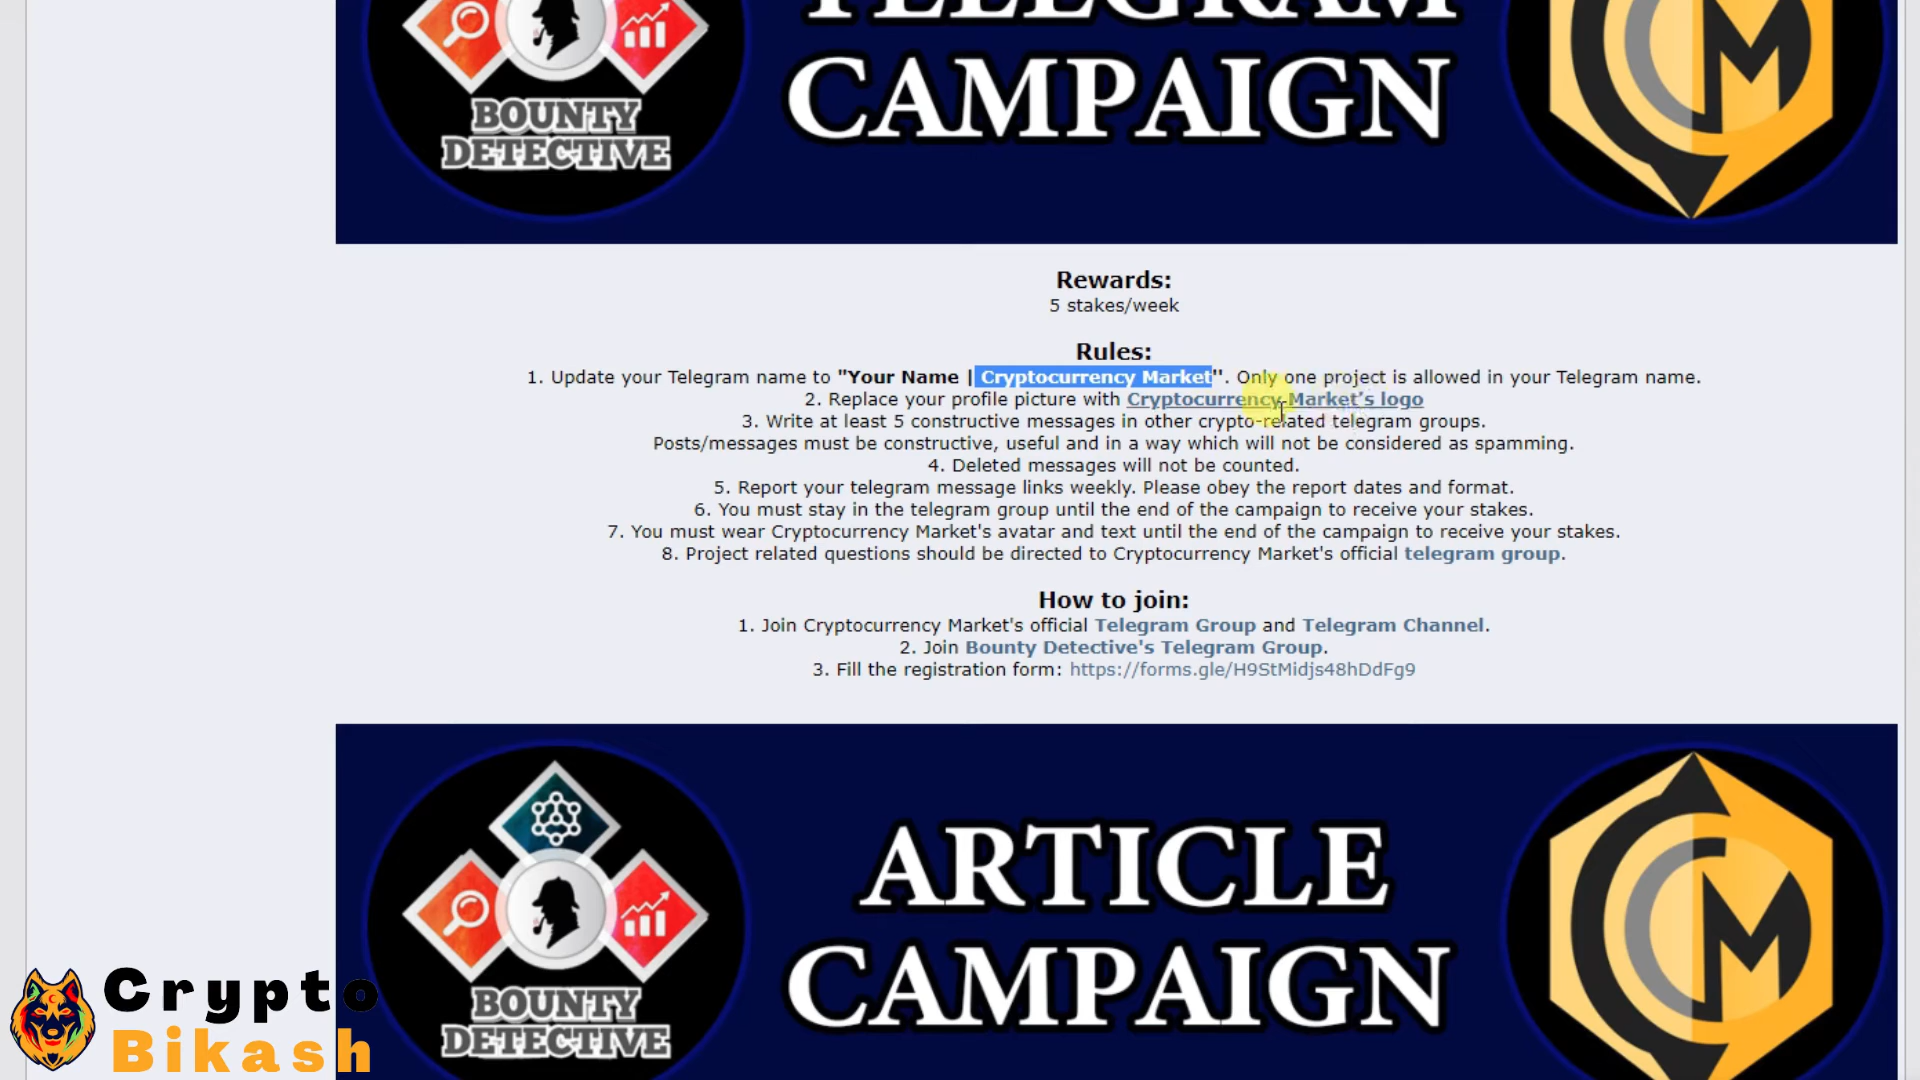 TELEGRAM
CAMPAIGN
BOUNTY
DETECTIVE
CM
Rewards:
5 stakes/week
Rules:
1. Update your Telegram name to "Your Name | Cryptocurrency Market". Only one project is allowed in your Telegram name.
2. Replace your profile picture with Cryptocurrency Market’s logo
3. Write at least 5 constructive messages in other crypto-related telegram groups.
Posts/messages must be constructive, useful and in a way which will not be considered as spamming.
4. Deleted messages will not be counted.
5. Report your telegram message links weekly. Please obey the report dates and format.
6. You must stay in the telegram group until the end of the campaign to receive your stakes.
7. You must wear Cryptocurrency Market's avatar and text until the end of the campaign to receive your stakes.
8. Project related questions should be directed to Cryptocurrency Market's official telegram group.
How to join:
1. Join Cryptocurrency Market's official Telegram Group and Telegram Channel.
2. Join Bounty Detective's Telegram Group.
3. Fill the registration form: https://forms.gle/H9StMidjs48hDdFg9
ARTICLE
CAMPAIGN
BOUNTY
DETECTIVE
CM
Crypto
Bikash